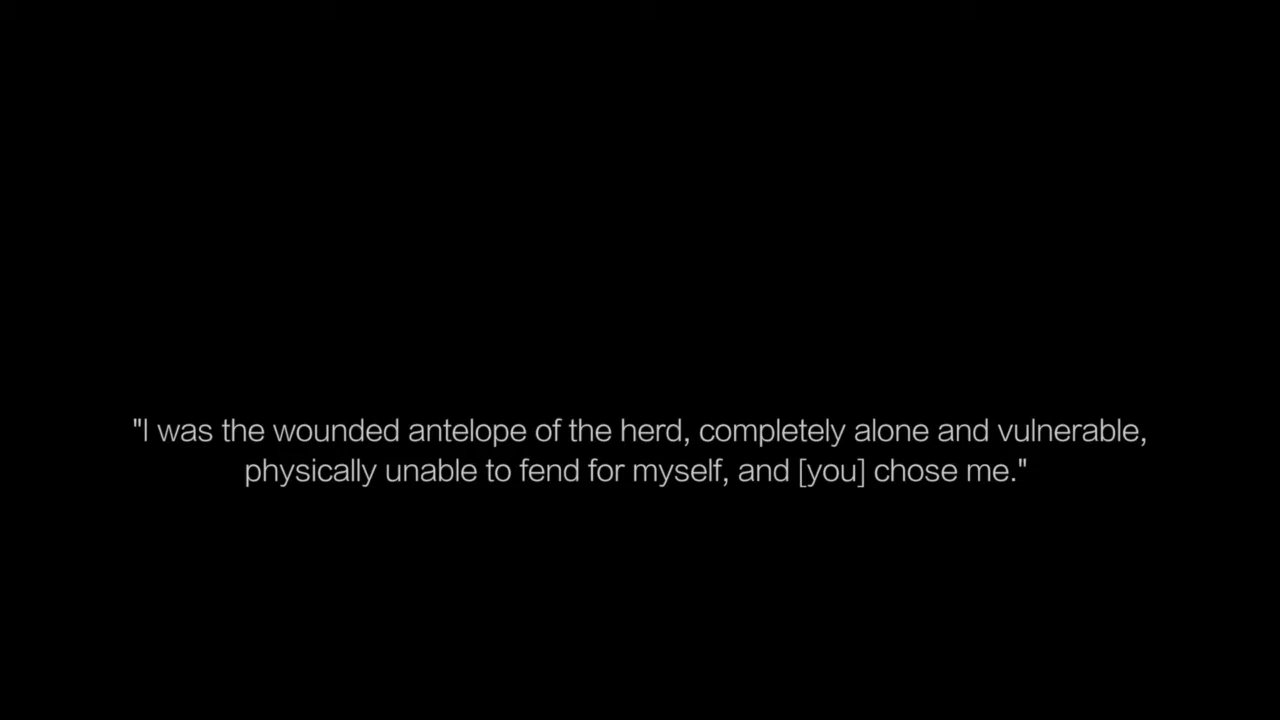 "I was the wounded antelope of the herd, completely alone and vulnerable,
physically unable to fend for myself, and [you] chose me."